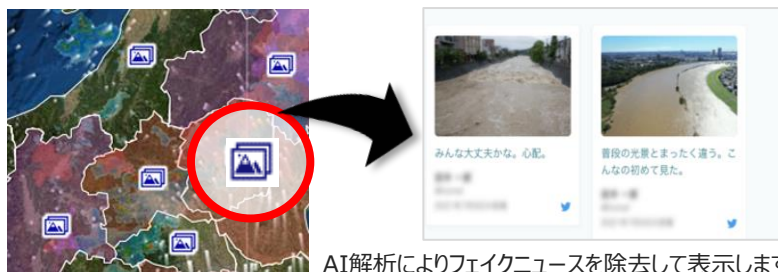 みんな大丈夫かな。心配。
普段の光景とまったく違う。こ
んなの初めて見た。
AI解析によりフェイクニュースを除去して表示します